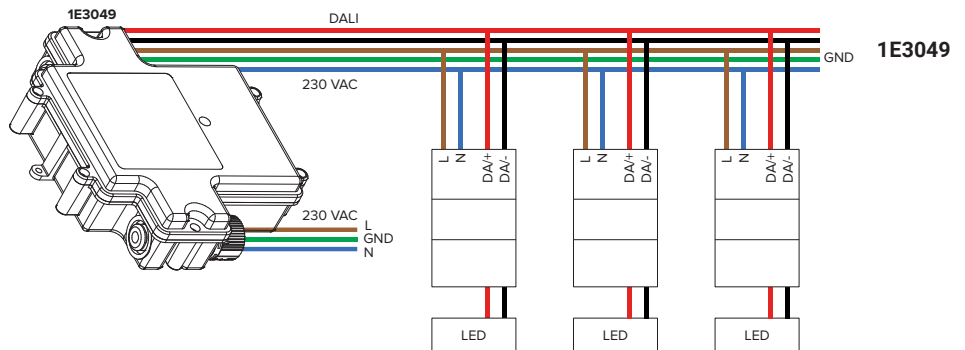 1E3049
DALI
1E3049
GND
230 VAC
L N DA/+ DA/-
L N DA/+ DA/-
L N DA/+ DA/-
230 VAC
L
GND
N
LED
LED
LED